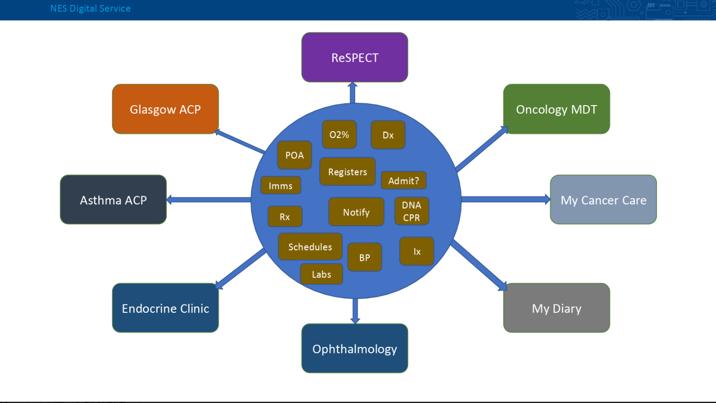 NES Digital Service
ReSPECT
Glasgow ACP
Oncology MDT
O2%
Dx
POA
Registers
Imms
Admit?
Asthma ACP
My Cancer Care
Rx
Notify
DNA
CPR
Schedules
BP
Ix
Labs
Endocrine Clinic
My Diary
Ophthalmology